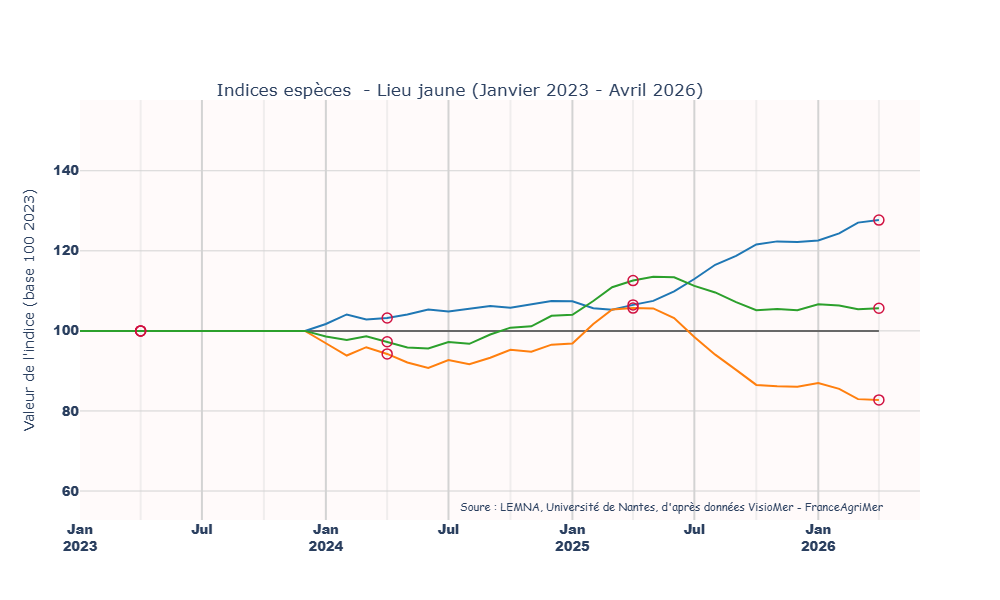 Indices espèces  - Lieu jaune (Janvier 2023 - Avril 2026)
Valeur de l'indice (base 100 2023)
140
120
100
80
60
Soure : LEMNA, Université de Nantes, d'après données VisioMer - FranceAgriMer
Jan Jul Jan Jul Jan Jul Jan
2023 2024 2025 2026